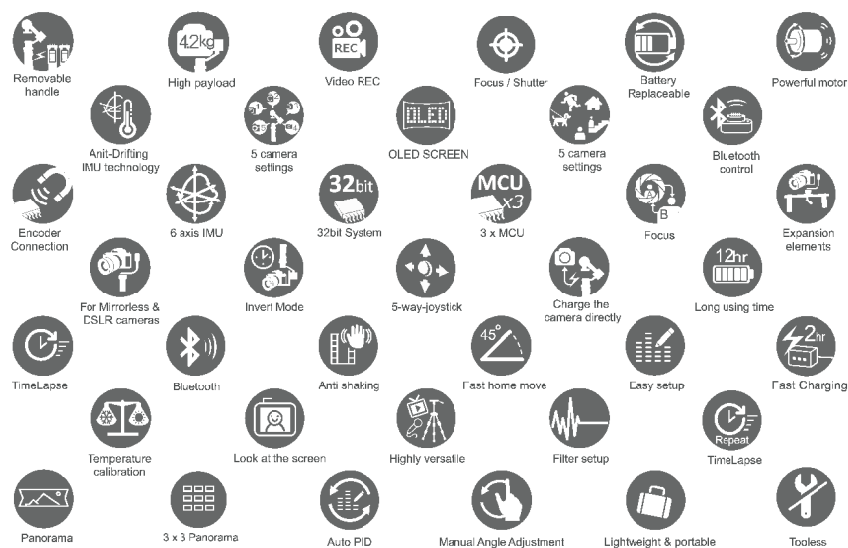 4.2kg
REC
Removable
handle
High payload
Video REC
Focus / Shutter
Battery
Replaceable
Powerful motor
OLED
Anit-Drifting
IMU technology
5 camera
settings
OLED SCREEN
5 camera
settings
Bluetooth
control
32bit
MCU
x3
A
B
Encoder
Connection
6 axis IMU
32bit System
3 x MCU
Focus
Expansion
elements
12hr
For Mirrorless &
DSLR cameras
Invert Mode
5-way-joystick
Charge the
camera directly
Long using time
45°
2hr
TimeLapse
Bluetooth
Anti shaking
Fast home move
Easy setup
Fast Charging
Repeat
Temperature
calibration
Look at the screen
Highly versatile
Filter setup
TimeLapse
Panorama
3 x 3 Panorama
Auto PID
Manual Angle Adjustment
Lightweight & portable
Tooless